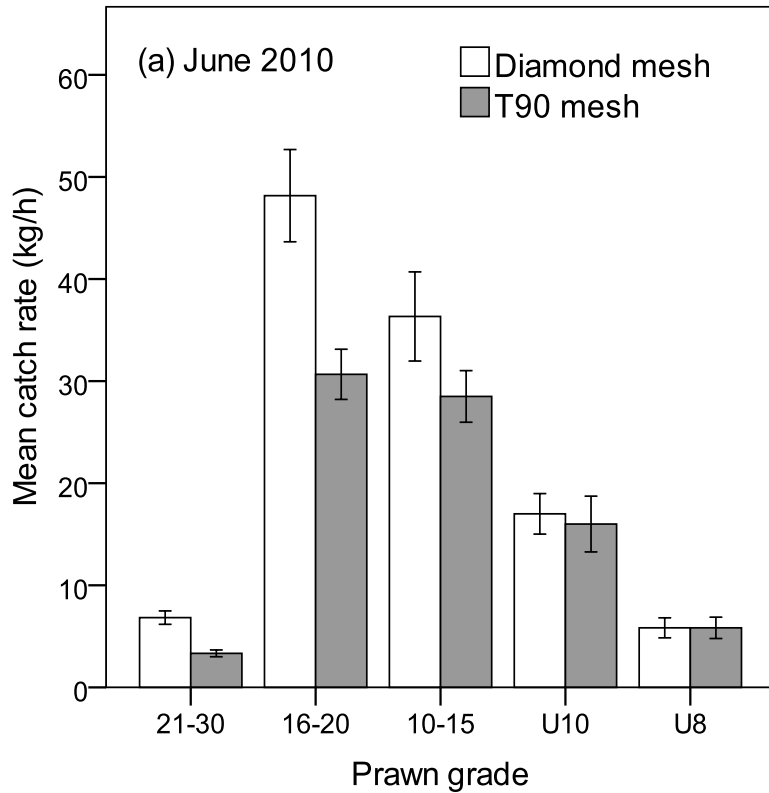 (a) June 2010
Diamond mesh
T90 mesh
Mean catch rate (kg/h)
60
50
40
30
20
10
0
21-30 16-20 10-15 U10 U8
Prawn grade